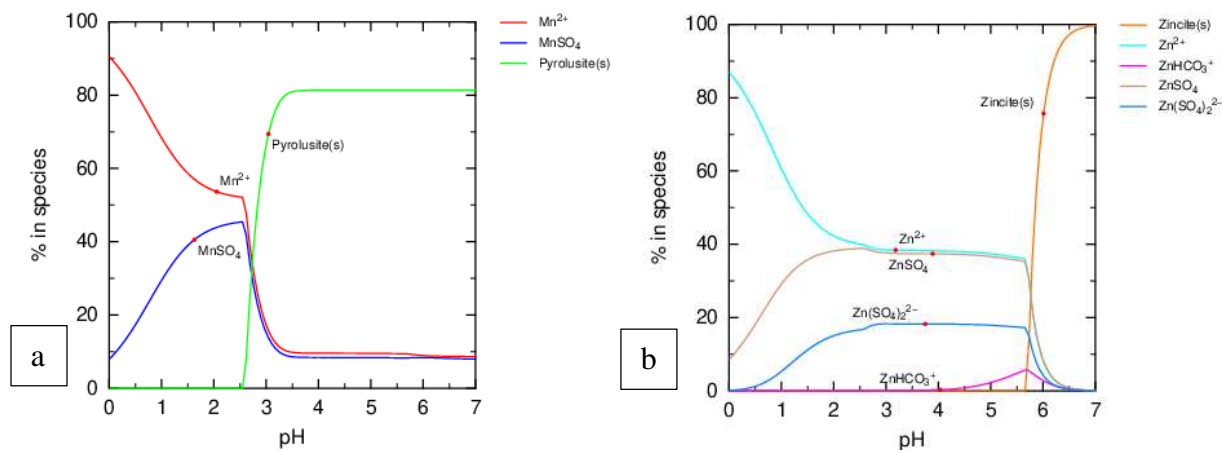 Mn²⁺
MnSO₄
Pyrolusite(s)
100
80
60
40
20
0
% in species
Pyrolusite(s)
Mn²⁺
MnSO₄
a
0 1 2 3 4 5 6 7
pH
Zincite(s)
Zn²⁺
ZnHCO₃⁺
ZnSO₄
Zn(SO₄)₂²⁻
100
80
60
40
20
0
% in species
Zincite(s)
Zn²⁺
ZnSO₄
Zn(SO₄)₂²⁻
ZnHCO₃⁺
b
0 1 2 3 4 5 6 7
pH